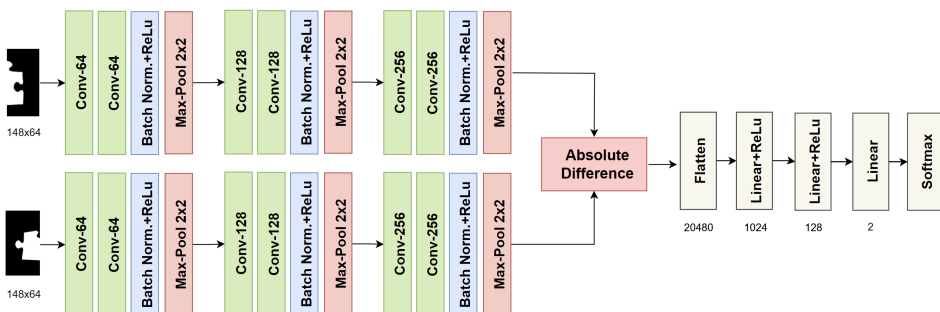 148x64
Conv-64
Conv-64
Batch Norm.+ReLu
Max-Pool 2x2
Conv-128
Conv-128
Batch Norm.+ReLu
Max-Pool 2x2
Conv-256
Conv-256
Batch Norm.+ReLu
Max-Pool 2x2
148x64
Conv-64
Conv-64
Batch Norm.+ReLU
Max-Pool 2x2
Conv-128
Conv-128
Batch Norm.+ReLu
Max-Pool 2x2
Conv-256
Conv-256
Batch Norm.+ReLu
Max-Pool 2x2
Absolute
Difference
Flatten
20480
Linear+ReLu
1024
Linear+ReLu
128
Linear
2
Softmax